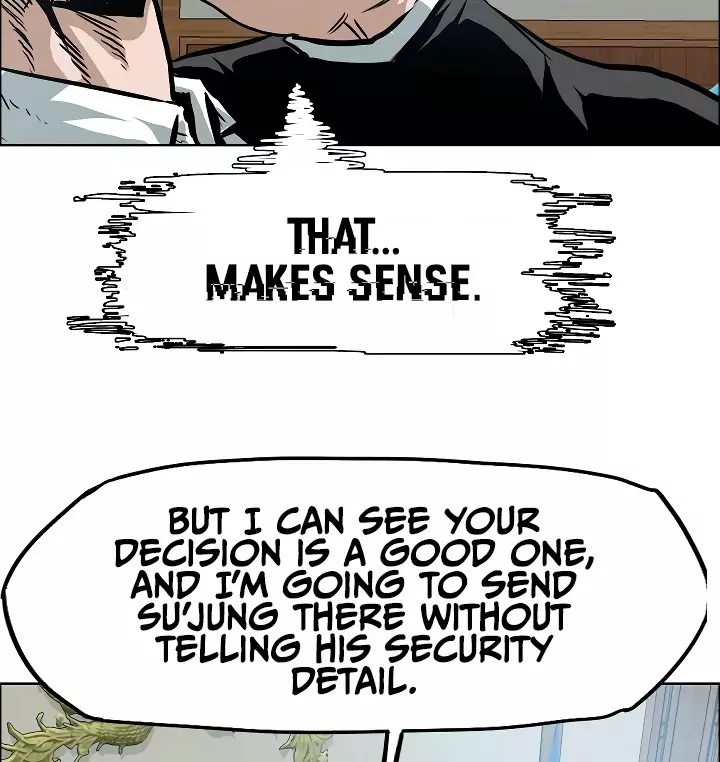 THAT...
MAKES SENSE.
BUT I CAN SEE YOUR
DECISION IS A GOOD ONE,
AND I'M GOING TO SEND
SU'JUNG THERE WITHOUT
TELLING HIS SECURITY
DETAIL.